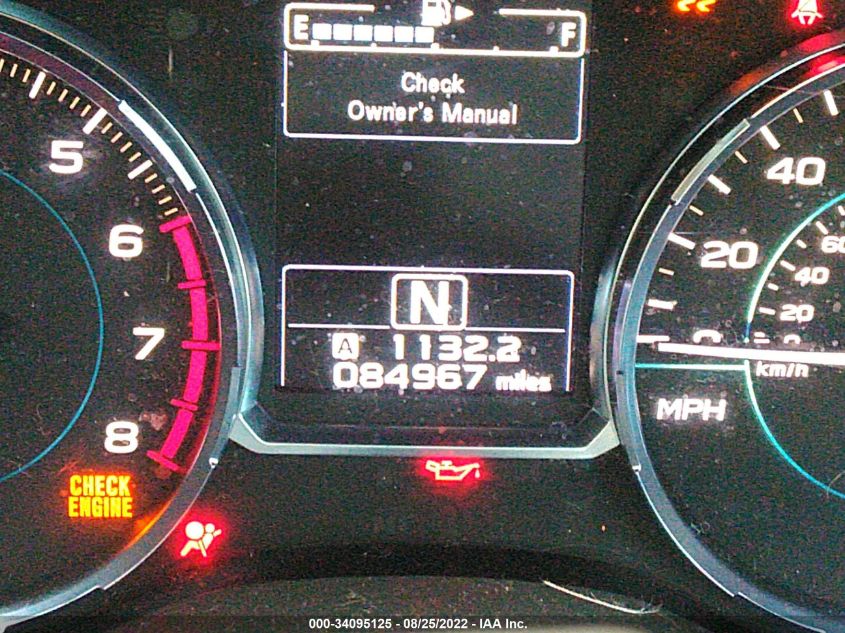 E F
Check
Owner's Manual
5
6
7
8
40
20
60
40
20
km/h
MPH
N
A 1132.2
084967 miles
CHECK
ENGINE
000-34095125 - 08/25/2022 - IAA Inc.